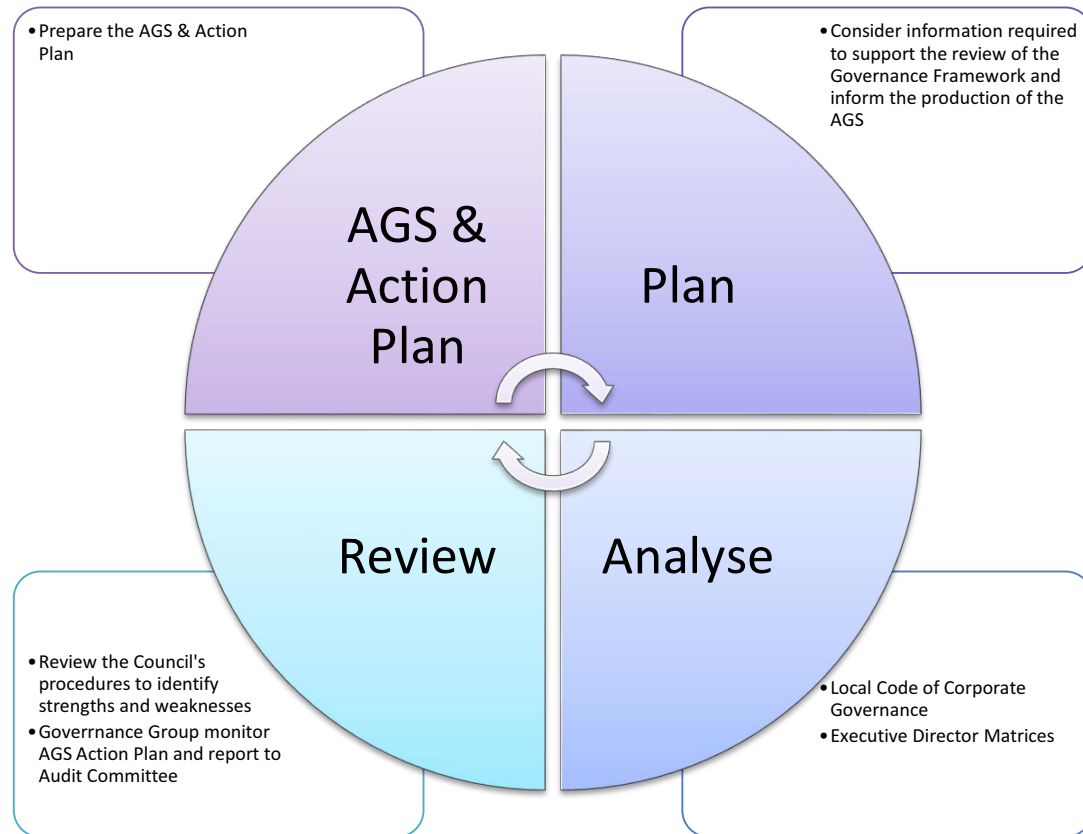 •Prepare the AGS & Action
Plan
•Consider information required
to support the review of the
Governance Framework and
inform the production of the
AGS
AGS &
Action
Plan
Plan
Review
Analyse
•Review the Council's
procedures to identify
strengths and weaknesses
•Goverrnance Group monitor
AGS Action Plan and report to
Audit Committee
•Local Code of Corporate
Governance
•Executive Director Matrices